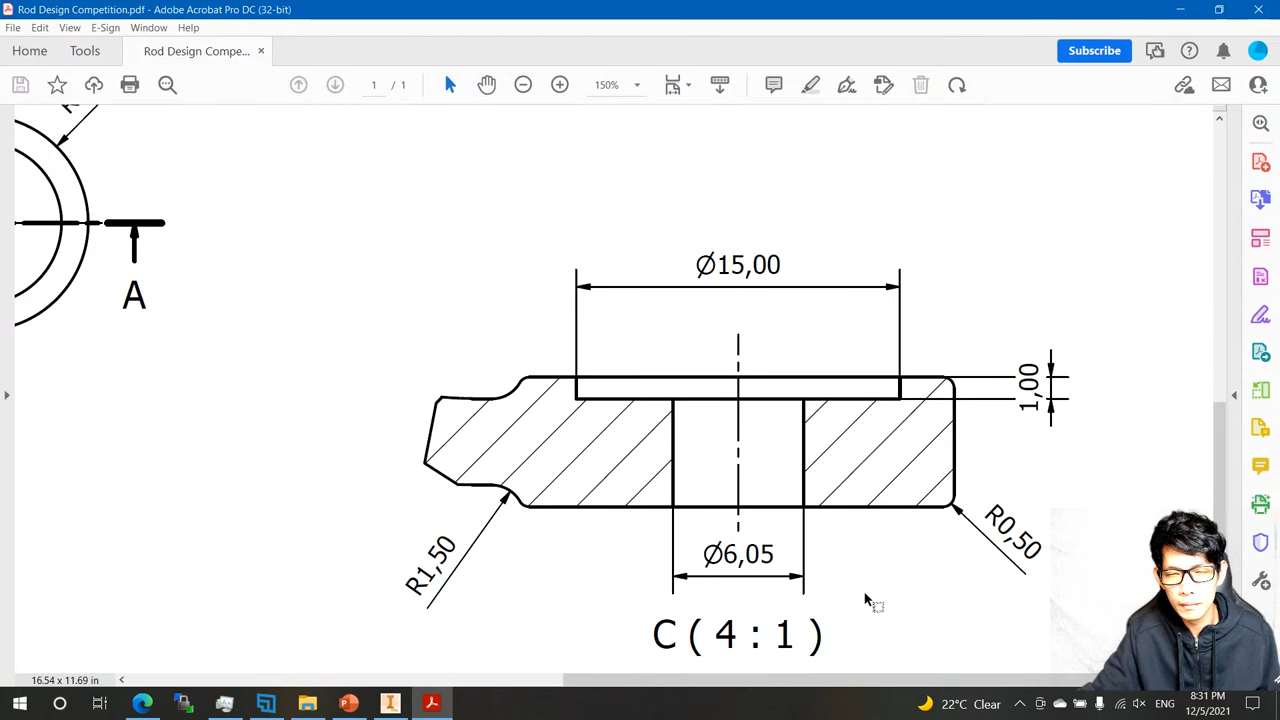 Rod Design Competition.pdf - Adobe Acrobat Pro DC (32-bit)
File Edit View E-Sign Window Help
Home Tools Rod Design Compe... × Subscribe
1 / 1 150%
A
Ø15,00
1,00
R1,50
Ø6,05
R0,50
C ( 4 : 1 )
16.54 x 11.69 in
22°C Clear
8:31 PM
12/5/2021